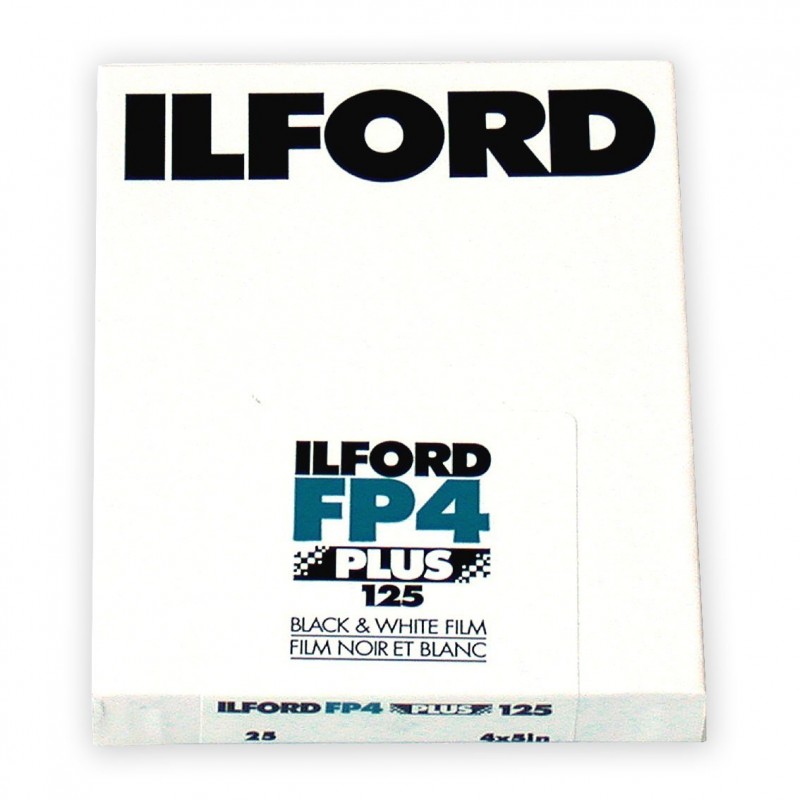 ILFORD
ILFORD
FP4
PLUS
125
BLACK & WHITE FILM
FILM NOIR ET BLANC
ILFORD FP4 PLUS 125
25 4x5in